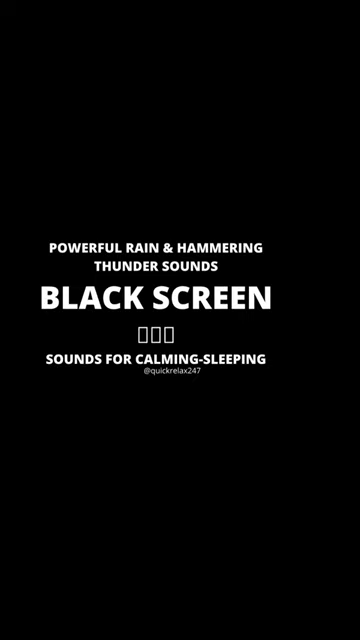 POWERFUL RAIN & HAMMERING
THUNDER SOUNDS
BLACK SCREEN
SOUNDS FOR CALMING-SLEEPING
@quickrelax247